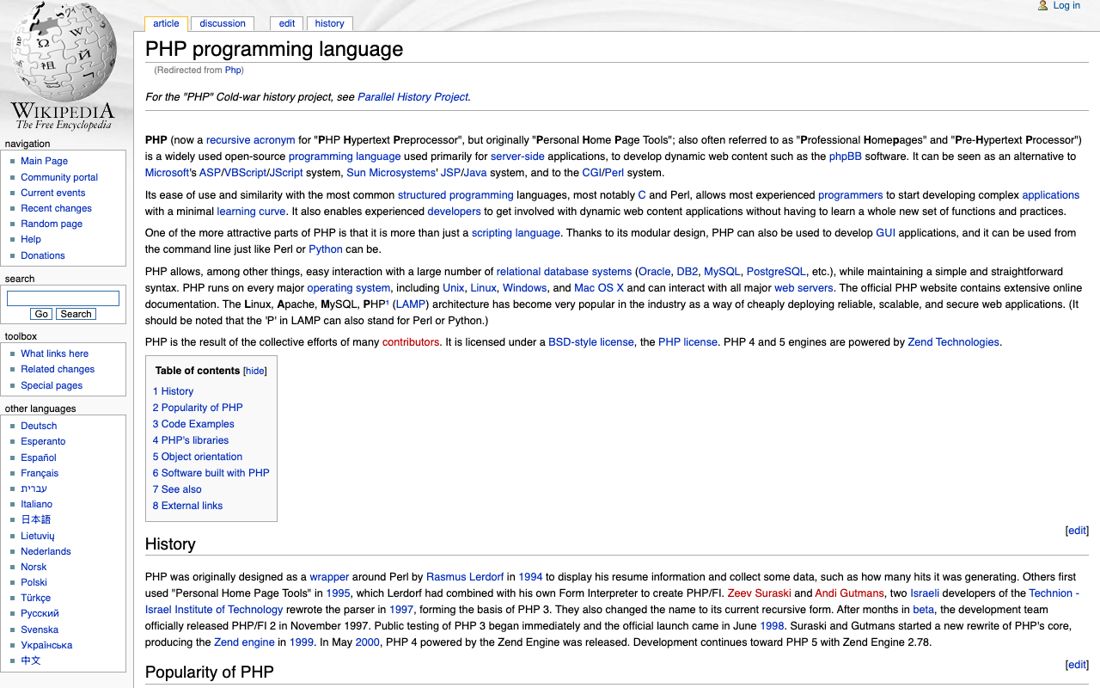 Log in
article
discussion
edit
history
PHP programming language
(Redirected from Php)
For the "PHP" Cold-war history project, see Parallel History Project.
PHP (now a recursive acronym for "PHP Hypertext Preprocessor", but originally "Personal Home Page Tools"; also often referred to as "Professional Homepages" and "Pre-Hypertext Processor")
is a widely used open-source programming language used primarily for server-side applications, to develop dynamic web content such as the phpBB software. It can be seen as an alternative to
Microsoft's ASP/VBScript/JScript system, Sun Microsystems' JSP/Java system, and to the CGI/Perl system.
Its ease of use and similarity with the most common structured programming languages, most notably C and Perl, allows most experienced programmers to start developing complex applications
with a minimal learning curve. It also enables experienced developers to get involved with dynamic web content applications without having to learn a whole new set of functions and practices.
One of the more attractive parts of PHP is that it is more than just a scripting language. Thanks to its modular design, PHP can also be used to develop GUI applications, and it can be used from
the command line just like Perl or Python can be.
PHP allows, among other things, easy interaction with a large number of relational database systems (Oracle, DB2, MySQL, PostgreSQL, etc.), while maintaining a simple and straightforward
syntax. PHP runs on every major operating system, including Unix, Linux, Windows, and Mac OS X and can interact with all major web servers. The official PHP website contains extensive online
documentation. The Linux, Apache, MySQL, PHP¹ (LAMP) architecture has become very popular in the industry as a way of cheaply deploying reliable, scalable, and secure web applications. (It
should be noted that the 'P' in LAMP can also stand for Perl or Python.)
PHP is the result of the collective efforts of many contributors. It is licensed under a BSD-style license, the PHP license. PHP 4 and 5 engines are powered by Zend Technologies.
Table of contents [hide]
1 History
2 Popularity of PHP
3 Code Examples
4 PHP's libraries
5 Object orientation
6 Software built with PHP
7 See also
8 External links
[edit]
History
PHP was originally designed as a wrapper around Perl by Rasmus Lerdorf in 1994 to display his resume information and collect some data, such as how many hits it was generating. Others first
used "Personal Home Page Tools" in 1995, which Lerdorf had combined with his own Form Interpreter to create PHP/FI. Zeev Suraski and Andi Gutmans, two Israeli developers of the Technion -
Israel Institute of Technology rewrote the parser in 1997, forming the basis of PHP 3. They also changed the name to its current recursive form. After months in beta, the development team
officially released PHP/FI 2 in November 1997. Public testing of PHP 3 began immediately and the official launch came in June 1998. Suraski and Gutmans started a new rewrite of PHP's core,
producing the Zend engine in 1999. In May 2000, PHP 4 powered by the Zend Engine was released. Development continues toward PHP 5 with Zend Engine 2.78.
[edit]
Popularity of PHP
WIKIPEDIA
The Free Encyclopedia
navigation
Main Page
Community portal
Current events
Recent changes
Random page
Help
Donations
search
Go Search
toolbox
What links here
Related changes
Special pages
other languages
Deutsch
Esperanto
Español
Français
עברית
Italiano
日本語
Lietuvių
Nederlands
Norsk
Polski
Türkçe
Русский
Svenska
Українська
中文